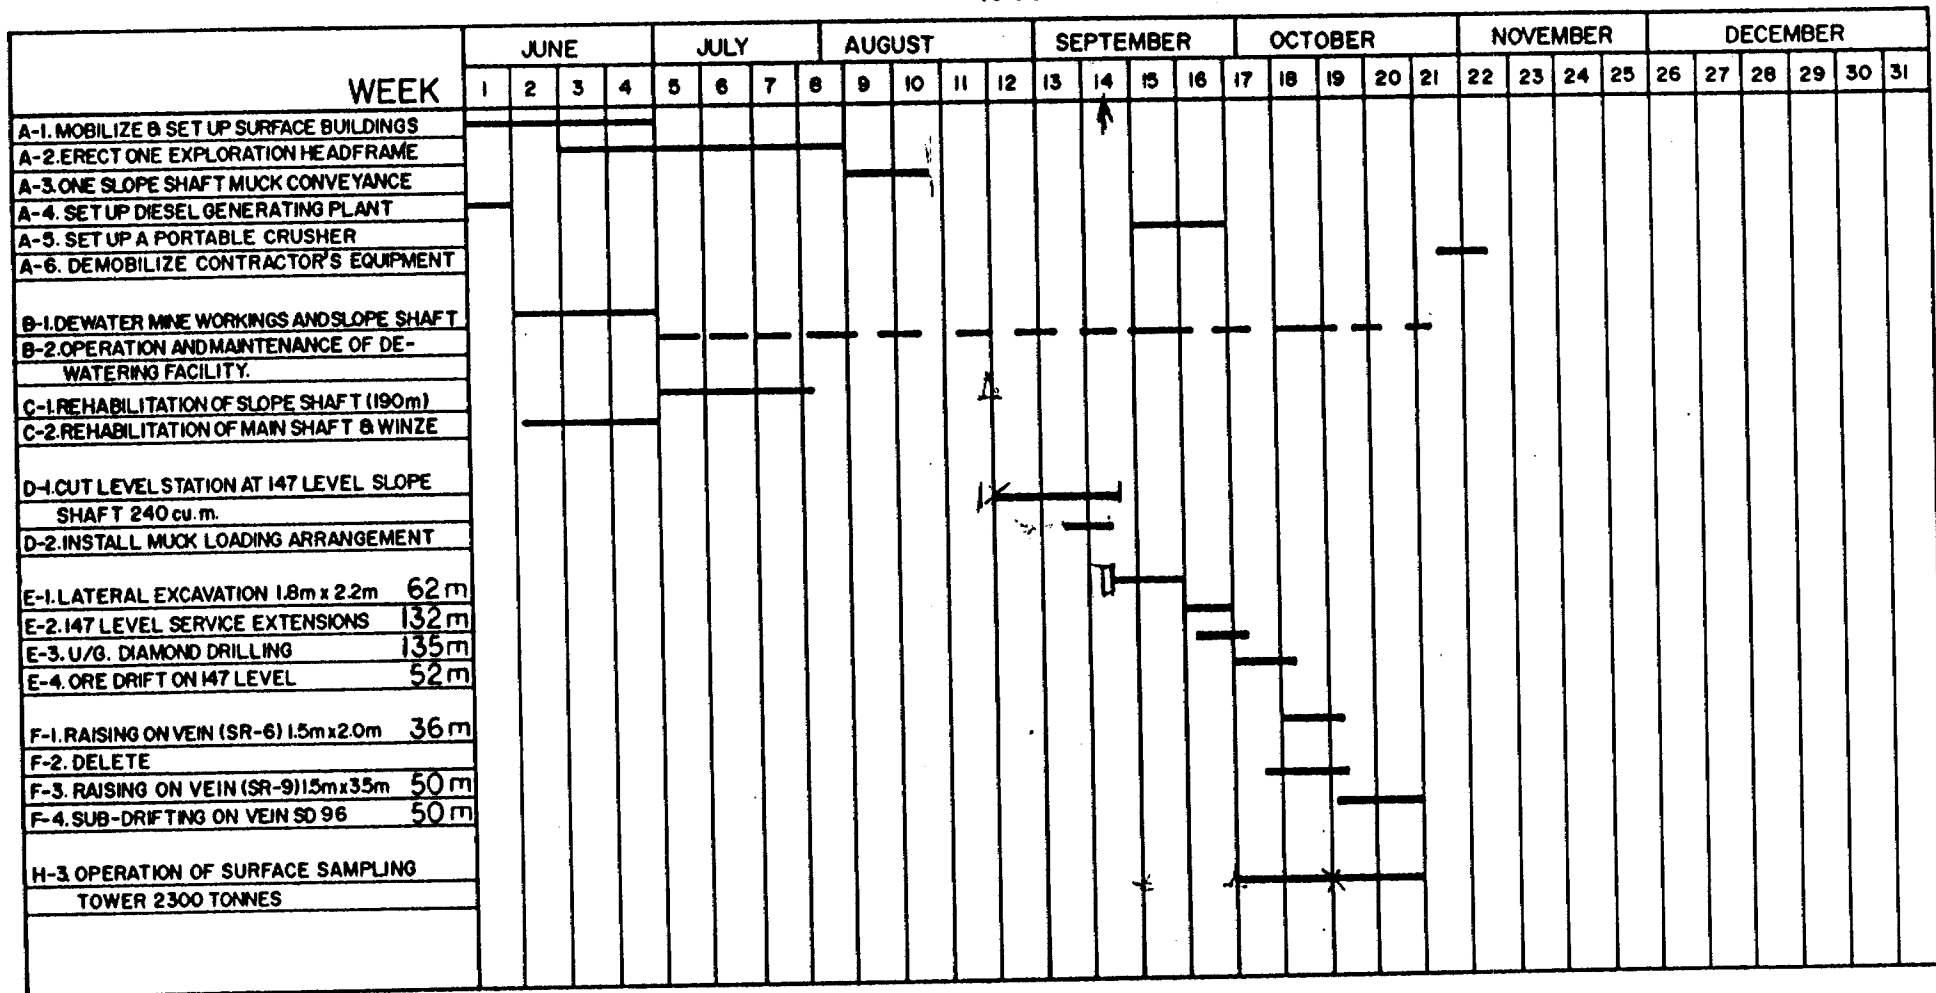 JUNE JULY AUGUST SEPTEMBER OCTOBER NOVEMBER DECEMBER
WEEK 1 2 3 4 5 6 7 8 9 10 11 12 13 14 15 16 17 18 19 20 21 22 23 24 25 26 27 28 29 30 31
A-1. MOBILIZE & SET UP SURFACE BUILDINGS
A-2. ERECT ONE EXPLORATION HEADFRAME
A-3. ONE SLOPE SHAFT MUCK CONVEYANCE
A-4. SET UP DIESEL GENERATING PLANT
A-5. SET UP A PORTABLE CRUSHER
A-6. DEMOBILIZE CONTRACTOR'S EQUIPMENT
B-1. DEWATER MINE WORKINGS AND SLOPE SHAFT
B-2. OPERATION AND MAINTENANCE OF DE-
WATERING FACILITY.
C-1. REHABILITATION OF SLOPE SHAFT (190m)
C-2. REHABILITATION OF MAIN SHAFT & WINZE
D-1. CUT LEVEL STATION AT 147 LEVEL SLOPE
SHAFT 240 cu.m.
D-2. INSTALL MUCK LOADING ARRANGEMENT
E-1. LATERAL EXCAVATION 1.8m x 2.2m 62m
E-2. 147 LEVEL SERVICE EXTENSIONS 132m
E-3. U/G. DIAMOND DRILLING 135m
E-4. ORE DRIFT ON 147 LEVEL 52m
F-1. RAISING ON VEIN (SR-6) 1.5m x 2.0m 36m
F-2. DELETE
F-3. RAISING ON VEIN (SR-9) 1.5m x 3.5m 50m
F-4. SUB-DRIFTING ON VEIN SD 96 50m
H-3. OPERATION OF SURFACE SAMPLING
TOWER 2300 TONNES